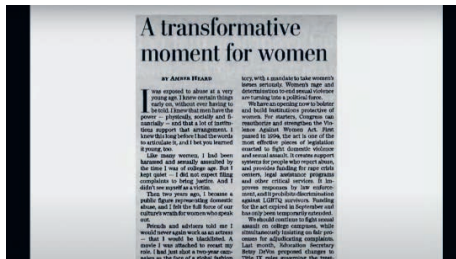 A transformative
moment for women
BY AMBER HEARD
I was exposed to abuse at a very
young age. I knew certain things
early on, without ever having to
be told. I knew that men have the
power — physically, socially and fi-
nancially — and that a lot of institu-
tions support that arrangement. I
knew this long before I had the words
to articulate it, and I bet you learned
it young, too.
Like many women, I had been
harassed and sexually assaulted by
the time I was of college age. But I
kept quiet — I did not expect filing
complaints to bring justice. And I
didn't see myself as a victim.
Then two years ago, I became a
public figure representing domestic
abuse, and I felt the full force of our
culture's wrath for women who speak
out.
Friends and advisers told me I
would never again work as an actress
— that I would be blacklisted. A
movie I was attached to recast my
role. I had just shot a two-year cam-
tory, with a mandate to take women's
issues seriously. Women's rage and
determination to end sexual violence
are turning into a political force.
We have an opening now to bolster
and build institutions protective of
women. For starters, Congress can
reauthorize and strengthen the Vio-
lence Against Women Act. First
passed in 1994, the act is one of the
most effective pieces of legislation
enacted to fight domestic violence
and sexual assault. It creates support
systems for people who report abuse,
and provides funding for rape crisis
centers, legal assistance programs
and other critical services. It im-
proves responses by law enforce-
ment, and it prohibits discrimination
against LGBTQ survivors. Funding
for the act expired in September and
has only been temporarily extended.
We should continue to fight sexual
assault on college campuses, while
simultaneously insisting on fair pro-
cesses for adjudicating complaints.
Last month, Education Secretary
Betsy DeVos proposed changes to